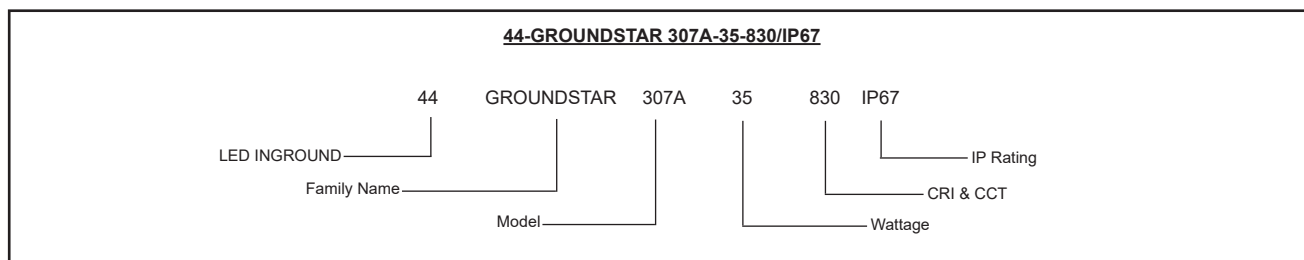 44-GROUNDSTAR 307A-35-830/IP67
44 GROUNDSTAR 307A 35 830 IP67
LED INGROUND IP Rating
Family Name CRI & CCT
Model Wattage